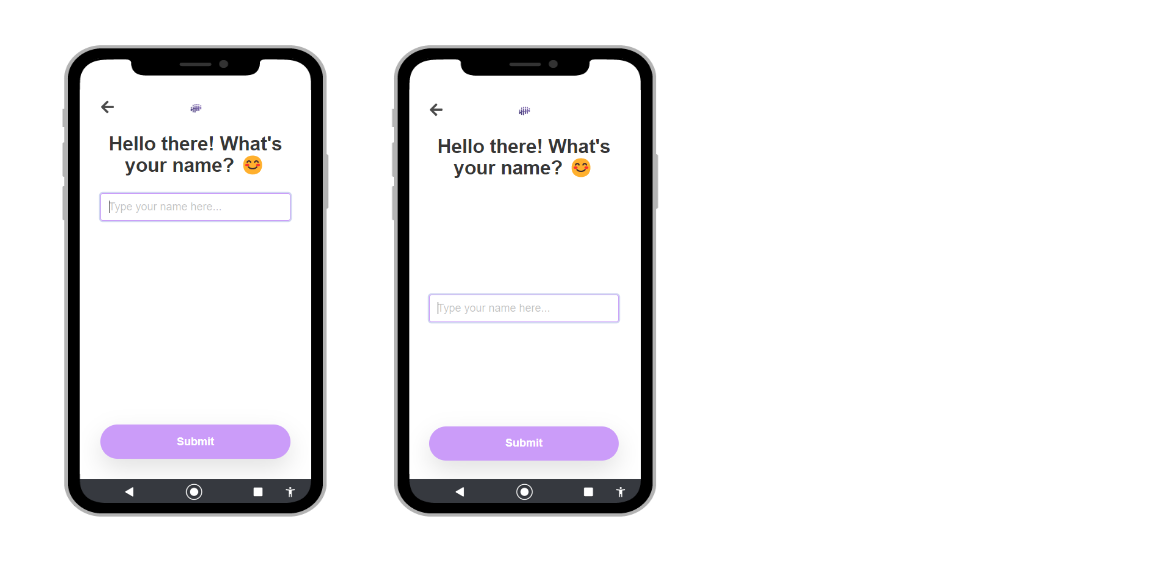 Hello there! What's
your name? 😊
Type your name here...
Submit
Hello there! What's
your name? 😊
Type your name here...
Submit